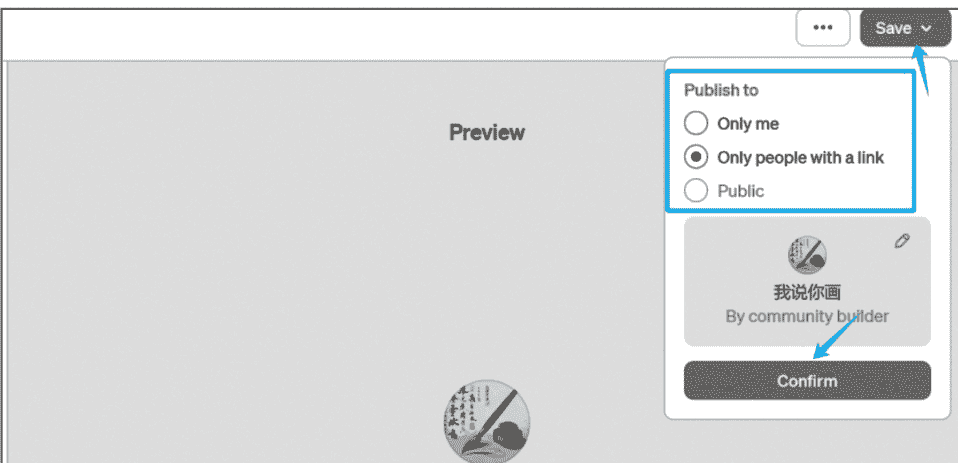 •••
Save
Publish to
Preview
Only me
Only people with a link
Public
我说你画
By community builder
Confirm